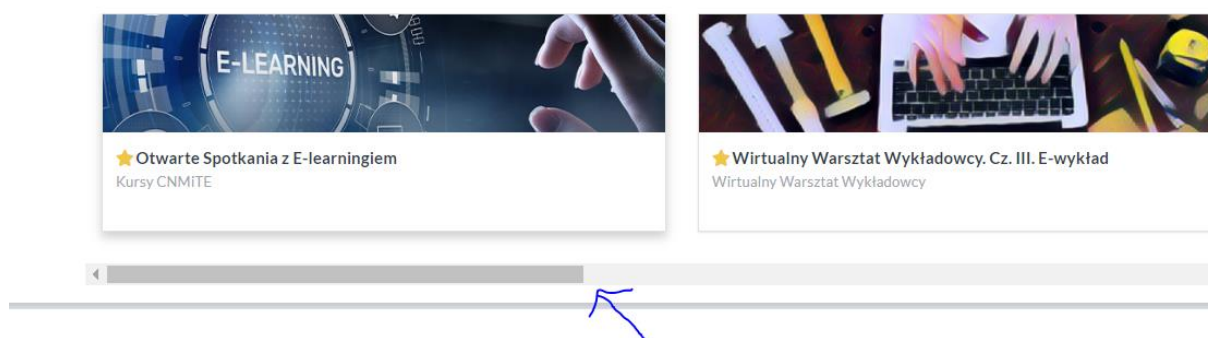 E-LEARNING
Otwarte Spotkania z E-learningiem
Kursy CNMiTE
Wirtualny Warsztat Wykładowcy. Cz. III. E-wykład
Wirtualny Warsztat Wykładowcy